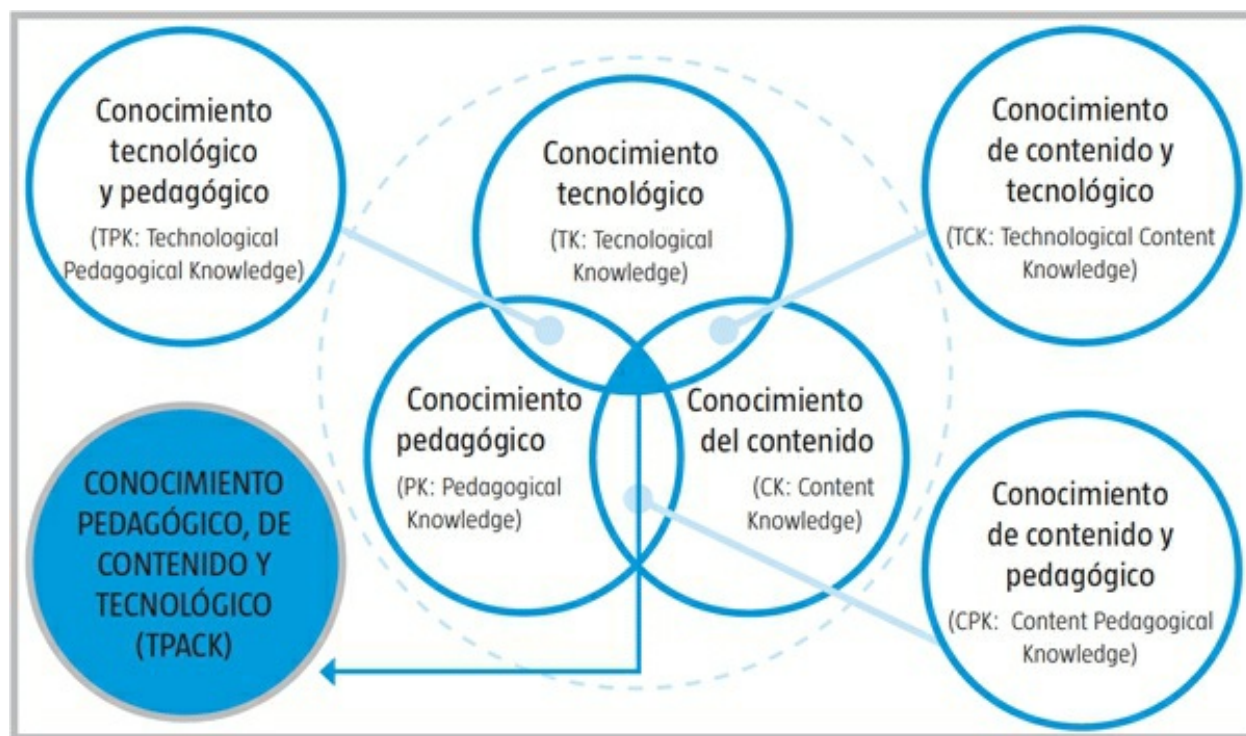 Conocimiento
tecnológico
y pedagógico
(TPK: Technological
Pedagogical Knowledge)
Conocimiento
tecnológico
(TK: Tecnological
Knowledge)
Conocimiento
de contenido y
tecnológico
(TCK: Technological Content
Knowledge)
Conocimiento
pedagógico
(PK: Pedagogical
Knowledge)
Conocimiento
del contenido
(CK: Content
Knowledge)
CONOCIMIENTO
PEDAGÓGICO, DE
CONTENIDO Y
TECNOLÓGICO
(TPACK)
Conocimiento
de contenido y
pedagógico
(CPK: Content Pedagogical
Knowledge)